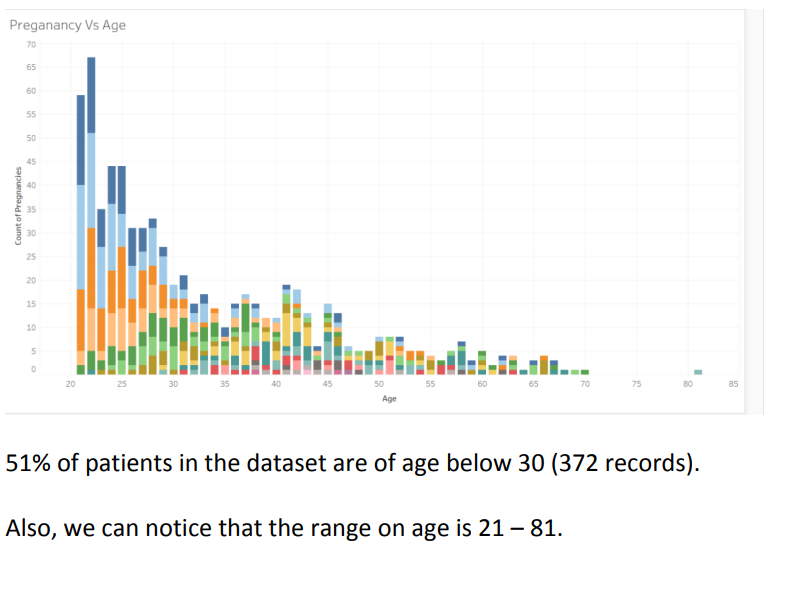 Preganancy Vs Age
70
65
60
55
50
45
40
35
30
25
20
15
10
5
0
Count of Pregnancies
20 25 30 35 40 45 50 55 60 65 70 75 80 85
Age
51% of patients in the dataset are of age below 30 (372 records).
Also, we can notice that the range on age is 21 – 81.